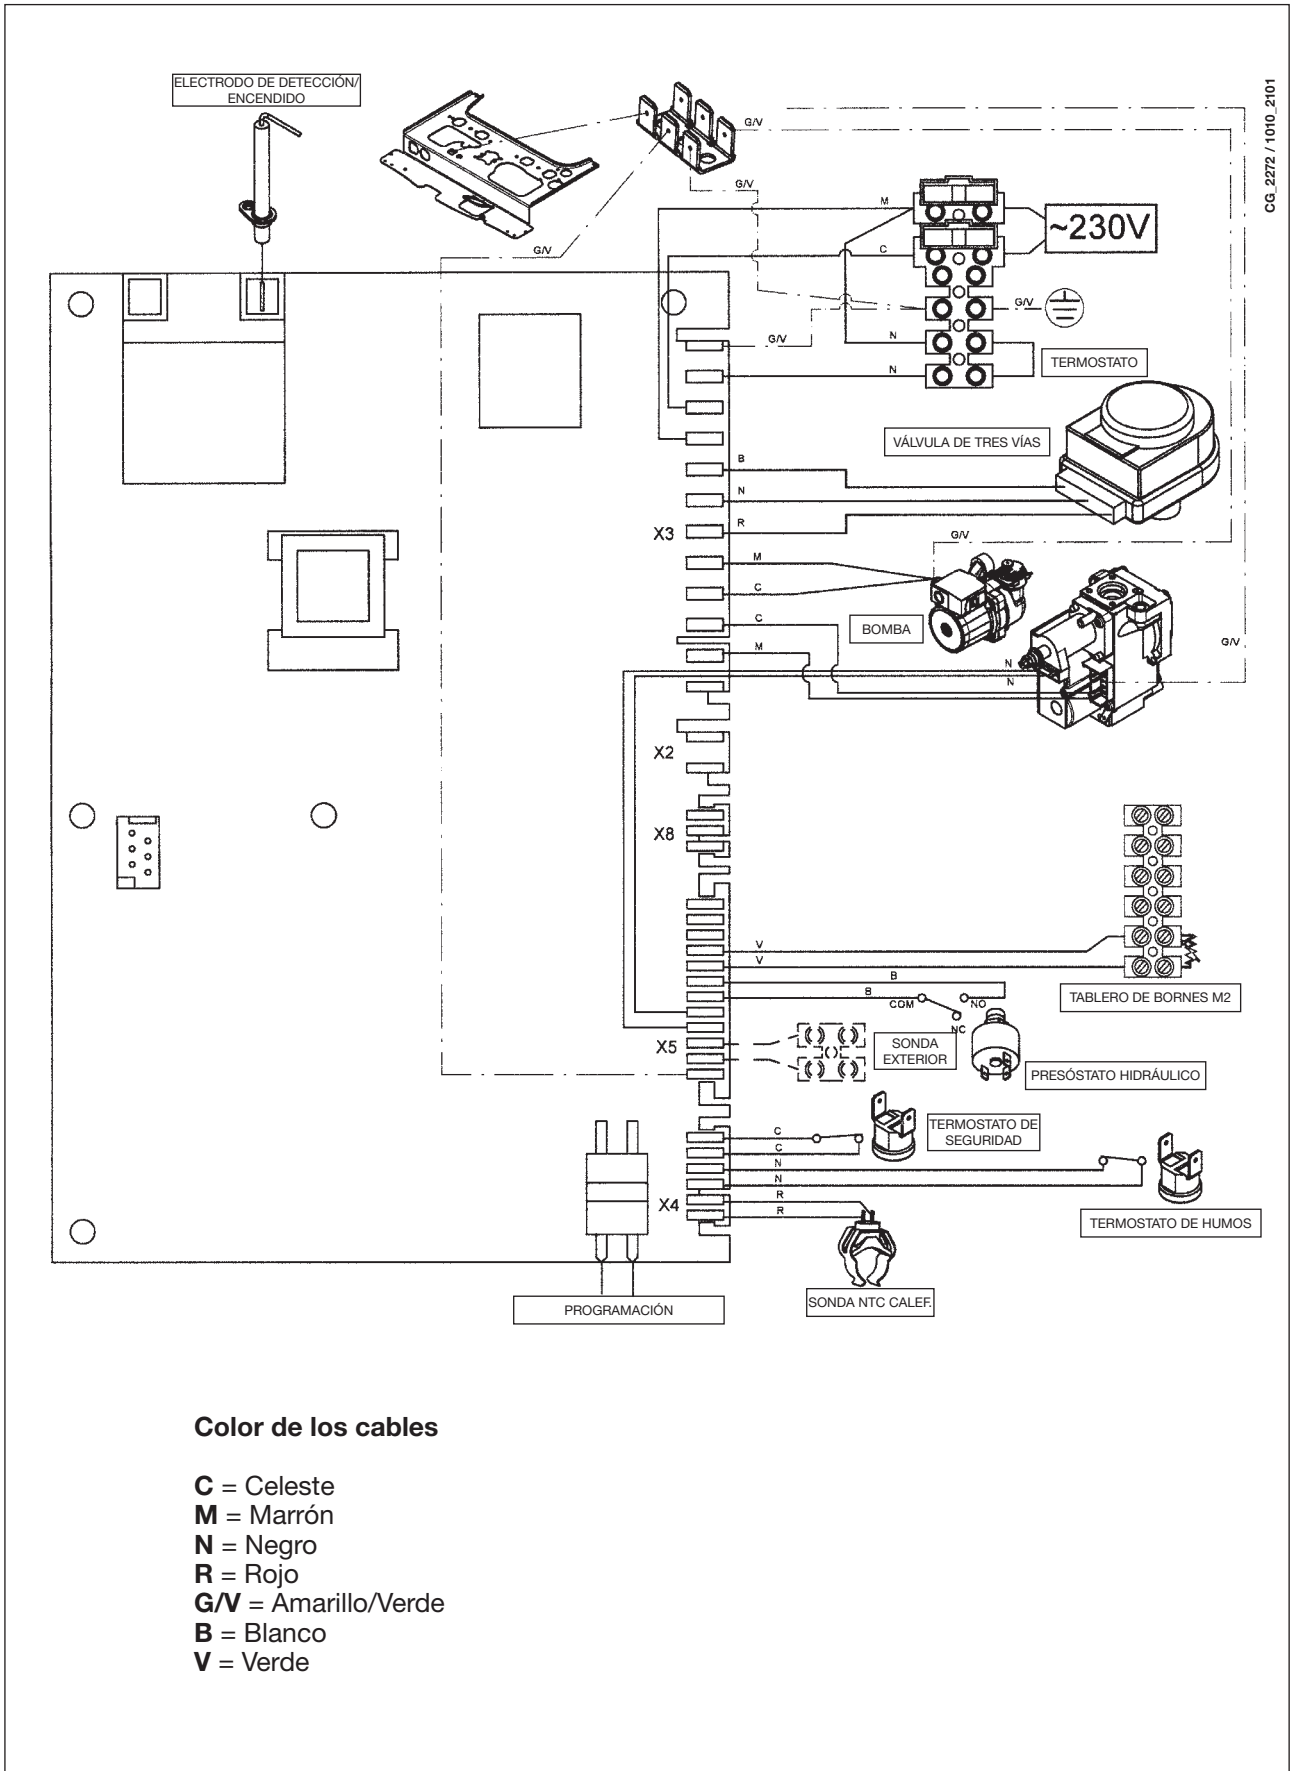 ELECTRODO DE DETECCIÓN/
ENCENDIDO
CG_2272 / 1010_2101
G/V
G/V
G/V
M
~230V
C
G/V
G/V
N
TERMOSTATO
N
VÁLVULA DE TRES VÍAS
B
N
R
X3
G/V
M
C
BOMBA
C
M
G/V
N
N
X2
X8
V
V
B
B
COM
NO
NC
TABLERO DE BORNES M2
X5
SONDA
EXTERIOR
PRESÓSTATO HIDRÁULICO
C
C
TERMOSTATO DE
SEGURIDAD
N
N
R
R
X4
TERMOSTATO DE HUMOS
SONDA NTC CALEF.
PROGRAMACIÓN
Color de los cables
C = Celeste
M = Marrón
N = Negro
R = Rojo
G/V = Amarillo/Verde
B = Blanco
V = Verde